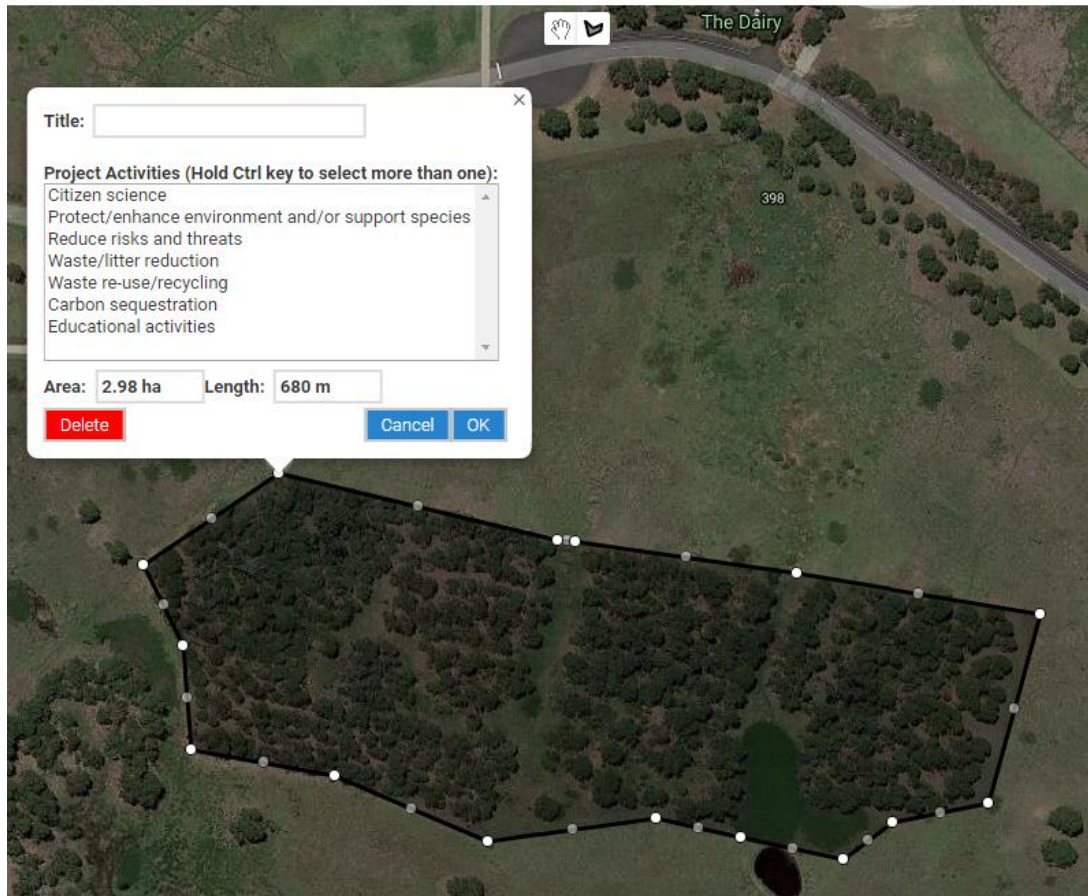 The Dairy
Title:
Project Activities (Hold Ctrl key to select more than one):
Citizen science
Protect/enhance environment and/or support species
Reduce risks and threats
Waste/litter reduction
Waste re-use/recycling
Carbon sequestration
Educational activities
398
Area: 2.98 ha Length: 680 m
Delete Cancel OK